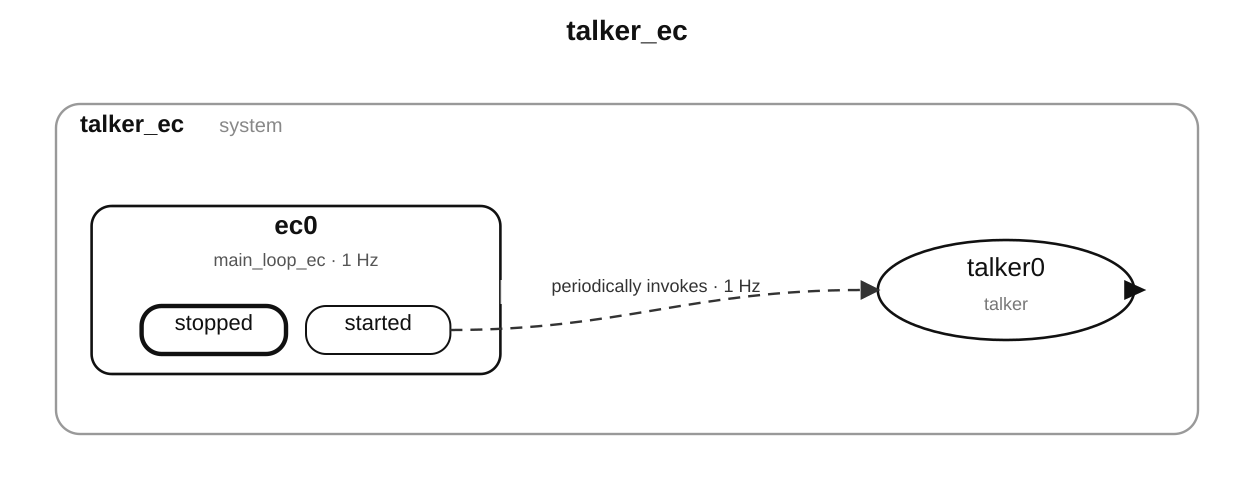 talker_ec
talker_ec system
ec0
main_loop_ec · 1 Hz
stopped started
periodically invokes · 1 Hz
talker0
talker